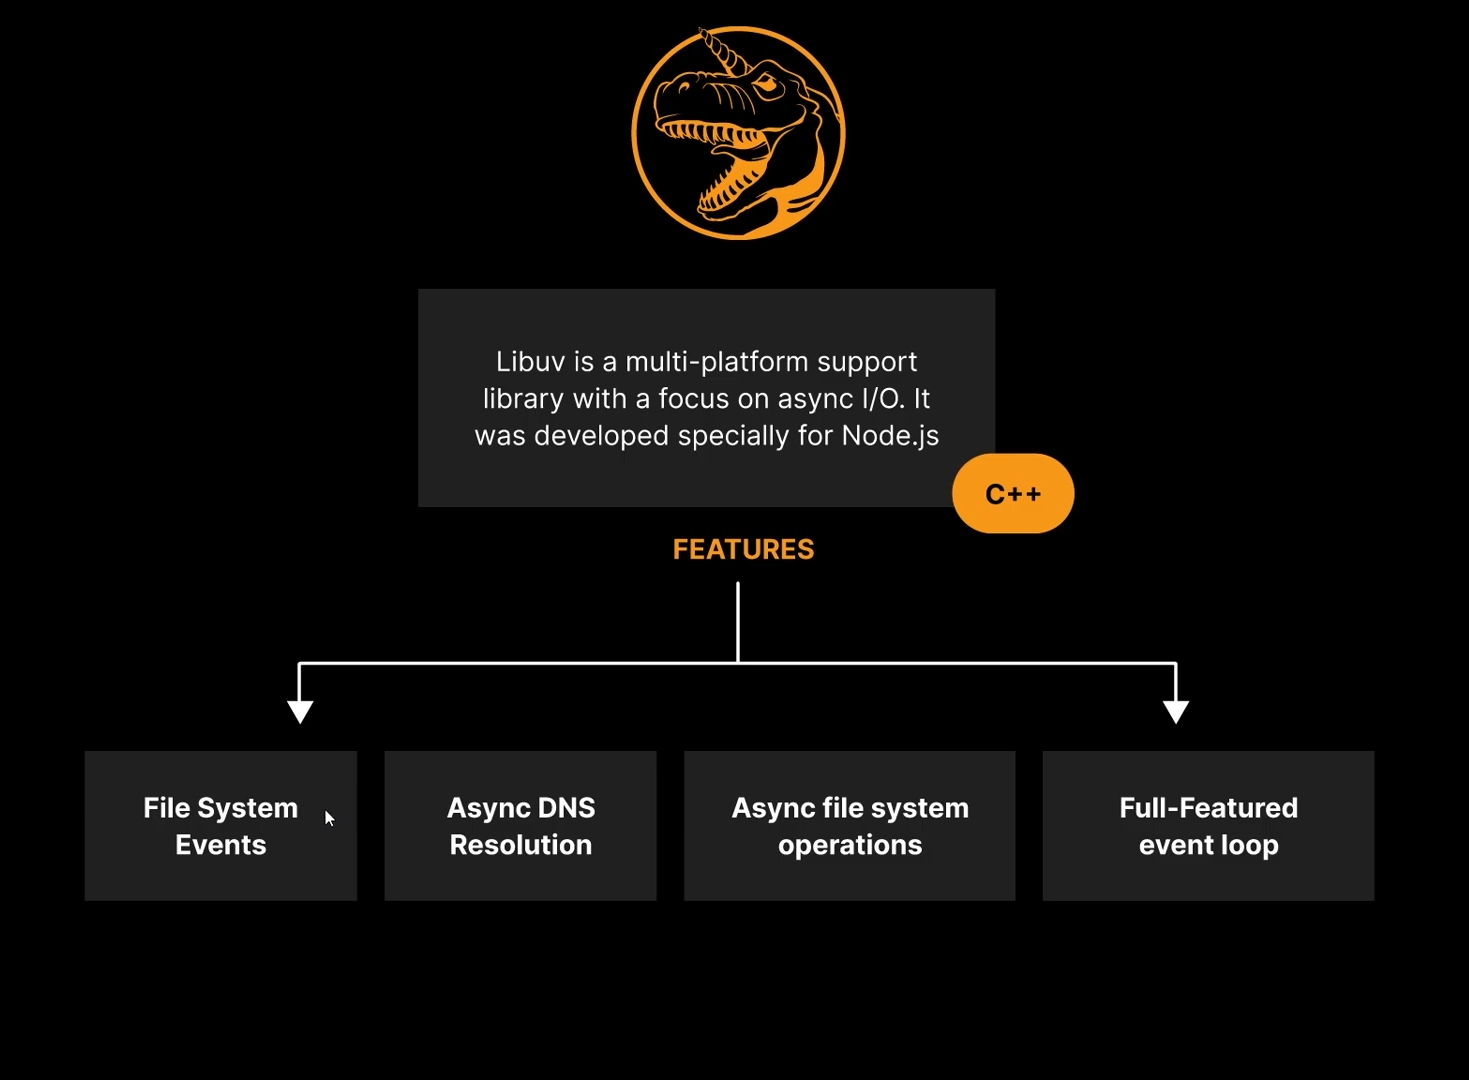 Libuv is a multi-platform support
library with a focus on async I/O. It
was developed specially for Node.js
C++
FEATURES
File System
Events
Async DNS
Resolution
Async file system
operations
Full-Featured
event loop